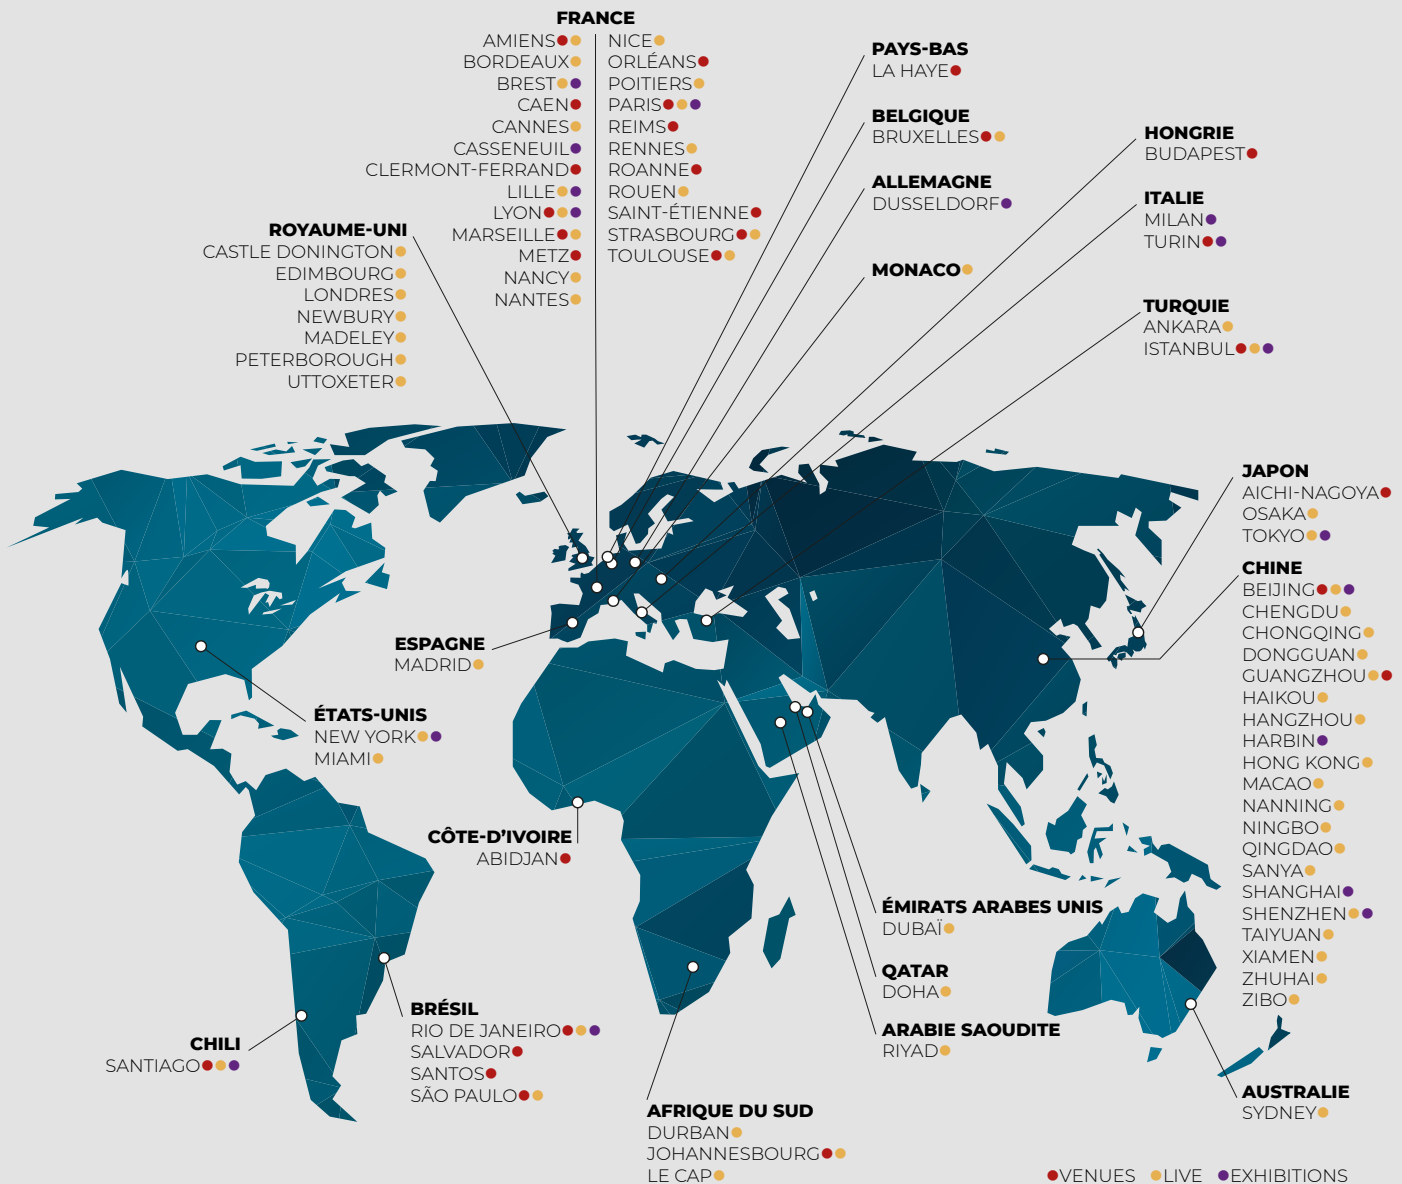 FRANCE
AMIENS
BORDEAUX
BREST
CAEN
CANNES
CASSENEUIL
CLERMONT-FERRAND
LILLE
LYON
MARSEILLE
METZ
NANCY
NANTES
NICE
ORLÉANS
POITIERS
PARIS
REIMS
RENNES
ROANNE
ROUEN
SAINT-ÉTIENNE
STRASBOURG
TOULOUSE
PAYS-BAS
LA HAYE
BELGIQUE
BRUXELLES
ALLEMAGNE
DUSSELDORF
MONACO
HONGRIE
BUDAPEST
ITALIE
MILAN
TURIN
TURQUIE
ANKARA
ISTANBUL
ROYAUME-UNI
CASTLE DONINGTON
EDIMBOURG
LONDRES
NEWBURY
MADELEY
PETERBOROUGH
UTTOXETER
JAPON
AICHI-NAGOYA
OSAKA
TOKYO
CHINE
BEIJING
CHENGDU
CHONGQING
DONGGUAN
GUANGZHOU
HAIKOU
HANGZHOU
HARBIN
HONG KONG
MACAO
NANNING
NINGBO
QINGDAO
SANYA
SHANGHAI
SHENZHEN
TAIYUAN
XIAMEN
ZHUHAI
ZIBO
ESPAGNE
MADRID
ÉTATS-UNIS
NEW YORK
MIAMI
CÔTE-D'IVOIRE
ABIDJAN
ÉMIRATS ARABES UNIS
DUBAÏ
QATAR
DOHA
ARABIE SAOUDITE
RIYAD
BRÉSIL
RIO DE JANEIRO
SALVADOR
SANTOS
SÃO PAULO
CHILI
SANTIAGO
AFRIQUE DU SUD
DURBAN
JOHANNESBOURG
LE CAP
AUSTRALIE
SYDNEY
VENUES LIVE EXHIBITIONS